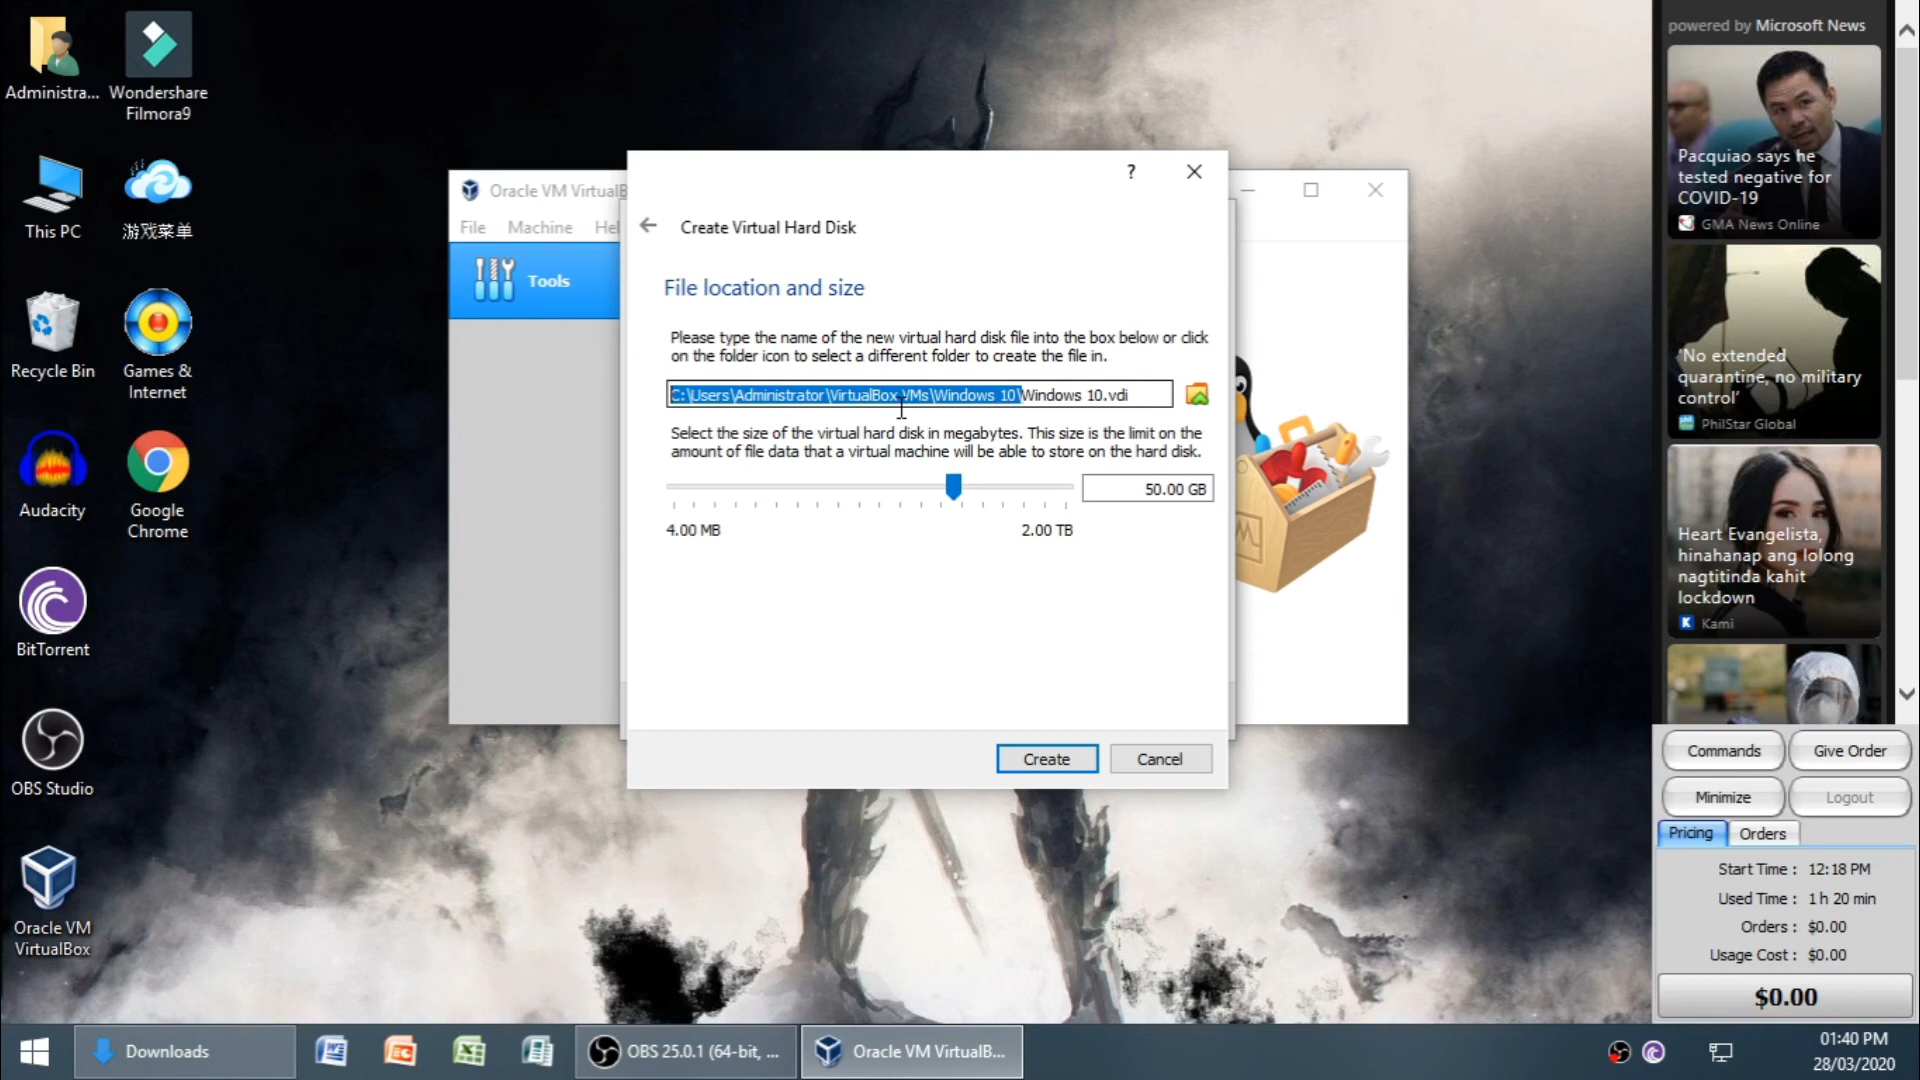 Administra...
Wondershare
Filmora9
This PC
游戏菜单
Recycle Bin
Games &
Internet
Audacity
Google
Chrome
BitTorrent
OBS Studio
Oracle VM
VirtualBox
Oracle VM VirtualB
File Machine Hel
Tools
?
Create Virtual Hard Disk
File location and size
Please type the name of the new virtual hard disk file into the box below or click
on the folder icon to select a different folder to create the file in.
C:\Users\Administrator\VirtualBox VMs\Windows 10\Windows 10.vdi
Select the size of the virtual hard disk in megabytes. This size is the limit on the
amount of file data that a virtual machine will be able to store on the hard disk.
50.00 GB
4.00 MB 2.00 TB
Create Cancel
powered by Microsoft News
Pacquiao says he
tested negative for
COVID-19
GMA News Online
'No extended
quarantine, no military
control'
PhilStar Global
Heart Evangelista,
hinahanap ang lolong
nagtitinda kahit
lockdown
K Kami
Commands Give Order
Minimize Logout
Pricing Orders
Start Time : 12:18 PM
Used Time : 1 h 20 min
Orders : $0.00
Usage Cost : $0.00
$0.00
Downloads
OBS 25.0.1 (64-bit, ...
Oracle VM VirtualB...
01:40 PM
28/03/2020